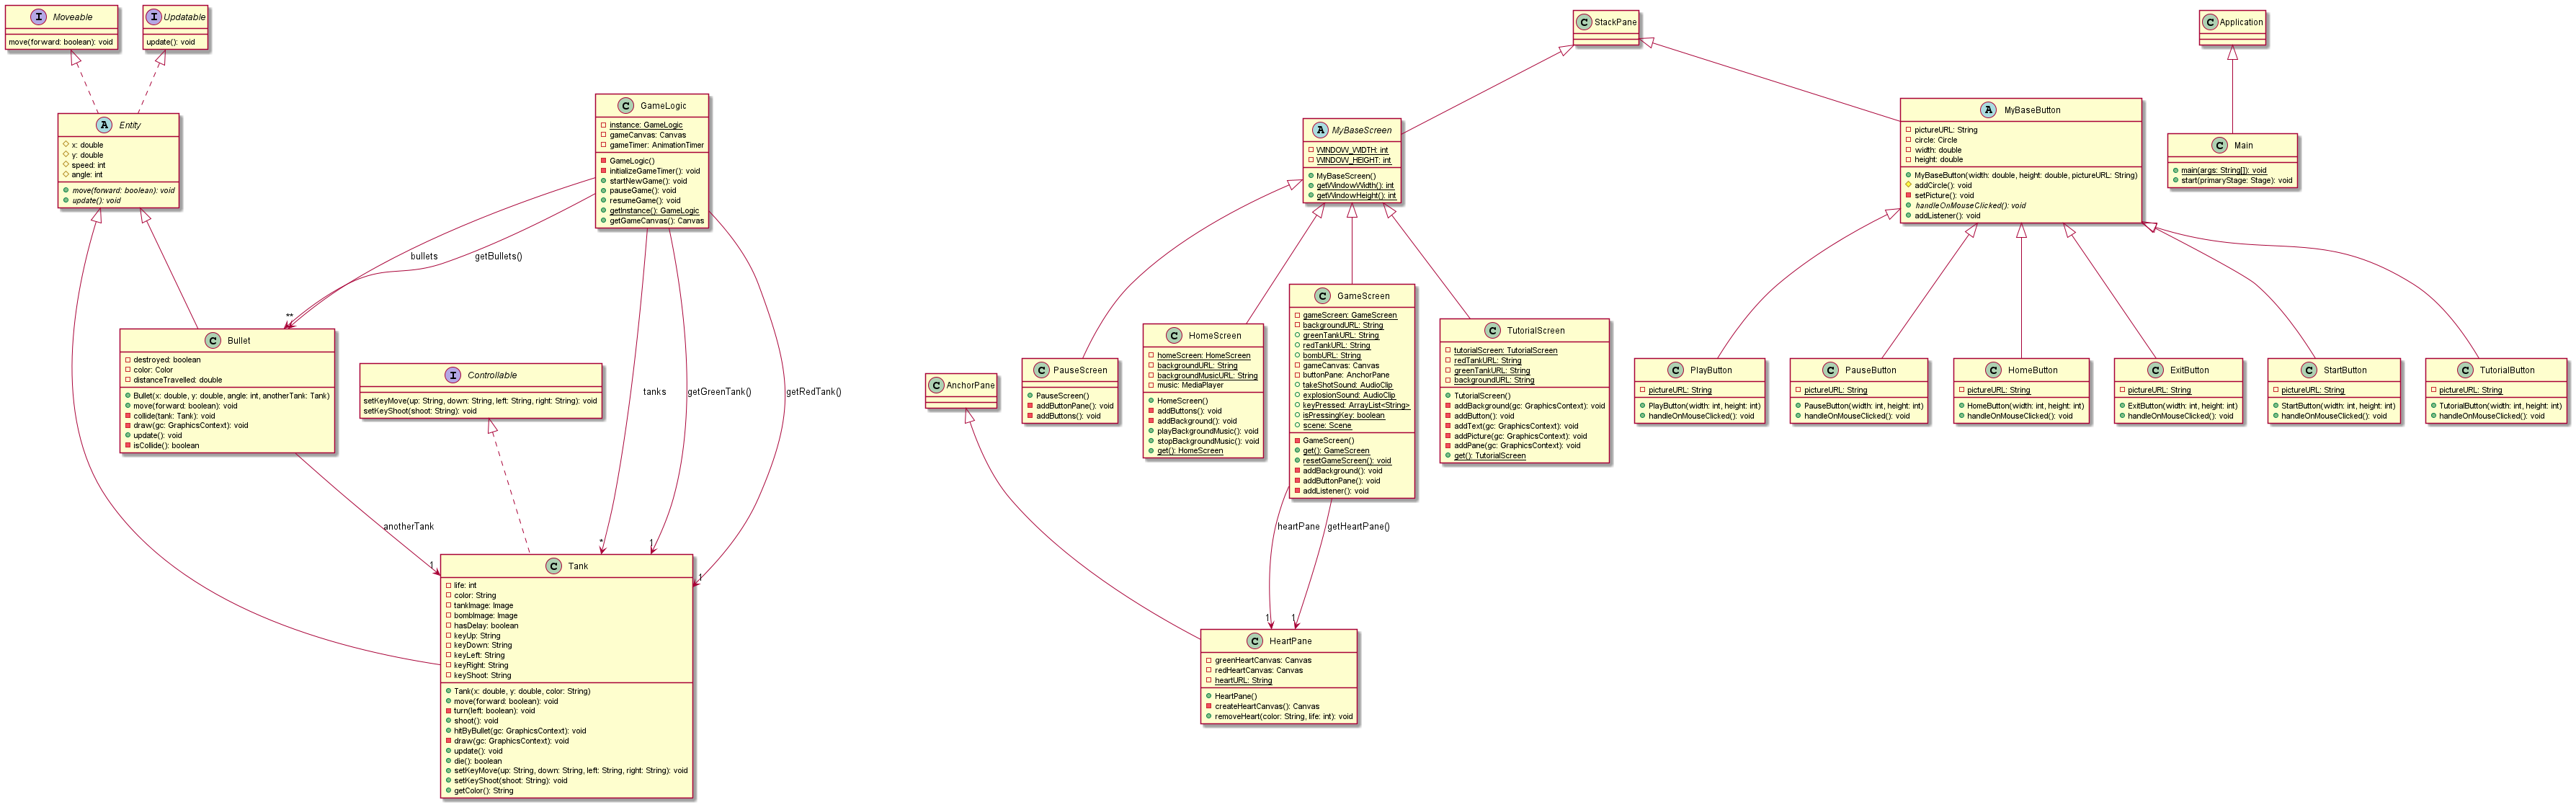 I Moveable
move(forward: boolean): void
I Updatable
update(): void
A Entity
x: double
y: double
speed: int
angle: int
move(forward: boolean): void
update(): void
C GameLogic
instance: GameLogic
gameCanvas: Canvas
gameTimer: AnimationTimer
GameLogic()
initializeGameTimer(): void
startNewGame(): void
pauseGame(): void
resumeGame(): void
getInstance(): GameLogic
getGameCanvas(): Canvas
bullets
getBullets()
**
tanks
*
getGreenTank()
1
getRedTank()
1
C Bullet
destroyed: boolean
color: Color
distanceTravelled: double
Bullet(x: double, y: double, angle: int, anotherTank: Tank)
move(forward: boolean): void
collide(tank: Tank): void
draw(gc: GraphicsContext): void
update(): void
isCollide(): boolean
anotherTank
1
I Controllable
setKeyMove(up: String, down: String, left: String, right: String): void
setKeyShoot(shoot: String): void
C Tank
life: int
color: String
tankImage: Image
bombImage: Image
hasDelay: boolean
keyUp: String
keyDown: String
keyLeft: String
keyRight: String
keyShoot: String
Tank(x: double, y: double, color: String)
move(forward: boolean): void
turn(left: boolean): void
shoot(): void
hitByBullet(gc: GraphicsContext): void
draw(gc: GraphicsContext): void
update(): void
die(): boolean
setKeyMove(up: String, down: String, left: String, right: String): void
setKeyShoot(shoot: String): void
getColor(): String
C StackPane
A MyBaseScreen
WINDOW_WIDTH: int
WINDOW_HEIGHT: int
MyBaseScreen()
getWindowWidth(): int
getWindowHeight(): int
C PauseScreen
PauseScreen()
addButtonPane(): void
addButtons(): void
C HomeScreen
homeScreen: HomeScreen
backgroundURL: String
backgroundMusicURL: String
music: MediaPlayer
HomeScreen()
addButtons(): void
addBackground(): void
playBackgroundMusic(): void
stopBackgroundMusic(): void
get(): HomeScreen
C GameScreen
gameScreen: GameScreen
backgroundURL: String
greenTankURL: String
redTankURL: String
bombURL: String
gameCanvas: Canvas
buttonPane: AnchorPane
takeShotSound: AudioClip
explosionSound: AudioClip
keyPressed: ArrayList<String>
isPressingKey: boolean
scene: Scene
GameScreen()
get(): GameScreen
resetGameScreen(): void
addBackground(): void
addButtonPane(): void
addListener(): void
C TutorialScreen
tutorialScreen: TutorialScreen
redTankURL: String
greenTankURL: String
backgroundURL: String
TutorialScreen()
addBackground(gc: GraphicsContext): void
addButton(): void
addText(gc: GraphicsContext): void
addPicture(gc: GraphicsContext): void
addPane(gc: GraphicsContext): void
get(): TutorialScreen
C AnchorPane
heartPane
1
getHeartPane()
1
C HeartPane
greenHeartCanvas: Canvas
redHeartCanvas: Canvas
heartURL: String
HeartPane()
createHeartCanvas(): Canvas
removeHeart(color: String, life: int): void
A MyBaseButton
pictureURL: String
circle: Circle
width: double
height: double
MyBaseButton(width: double, height: double, pictureURL: String)
addCircle(): void
setPicture(): void
handleOnMouseClicked(): void
addListener(): void
C PlayButton
pictureURL: String
PlayButton(width: int, height: int)
handleOnMouseClicked(): void
C PauseButton
pictureURL: String
PauseButton(width: int, height: int)
handleOnMouseClicked(): void
C HomeButton
pictureURL: String
HomeButton(width: int, height: int)
handleOnMouseClicked(): void
C ExitButton
pictureURL: String
ExitButton(width: int, height: int)
handleOnMouseClicked(): void
C StartButton
pictureURL: String
StartButton(width: int, height: int)
handleOnMouseClicked(): void
C TutorialButton
pictureURL: String
TutorialButton(width: int, height: int)
handleOnMouseClicked(): void
C Application
C Main
main(args: String[]): void
start(primaryStage: Stage): void